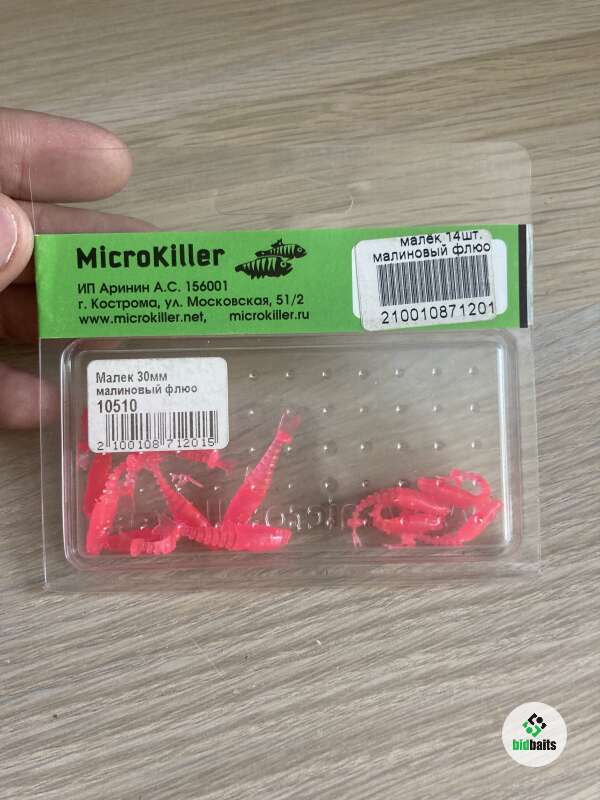 MicroKiller
ИП Аринин А.С. 156001
г. Кострома, ул. Московская, 51/2
www.microkiller.net, microkiller.ru
малёк 14шт.
малиновый флюо
210010871201
Малек 30мм
малиновый флюо
10510
2 100108 712015
bidbaits